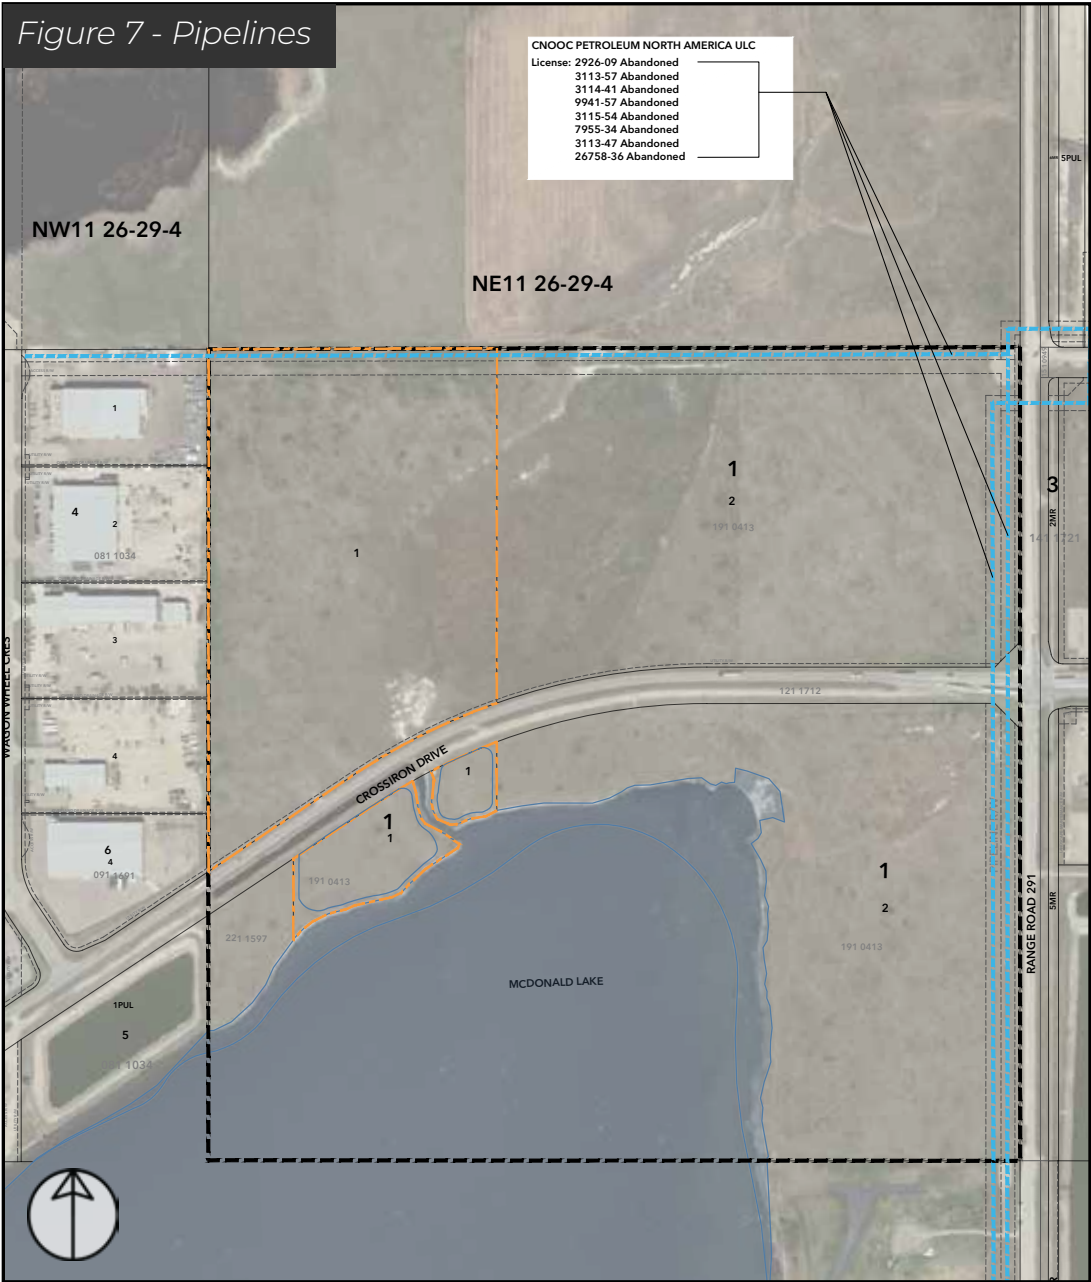 Figure 7 - Pipelines
CNOOC PETROLEUM NORTH AMERICA ULC
License: 2926-09 Abandoned
3113-57 Abandoned
3114-41 Abandoned
9941-57 Abandoned
3115-54 Abandoned
7955-34 Abandoned
3113-47 Abandoned
26758-36 Abandoned
5PUL
NW11 26-29-4
NE11 26-29-4
1
1
2
191 0413
3
2MR
141 1721
4
2
081 1034
1
3
WAGON WHEEL CRES
121 1712
4
CROSSIRON DRIVE
1
1
1
6
4
091 1691
191 0413
1
2
191 0413
RANGE ROAD 291
5MR
221 1597
MCDONALD LAKE
1PUL
5
1034
R